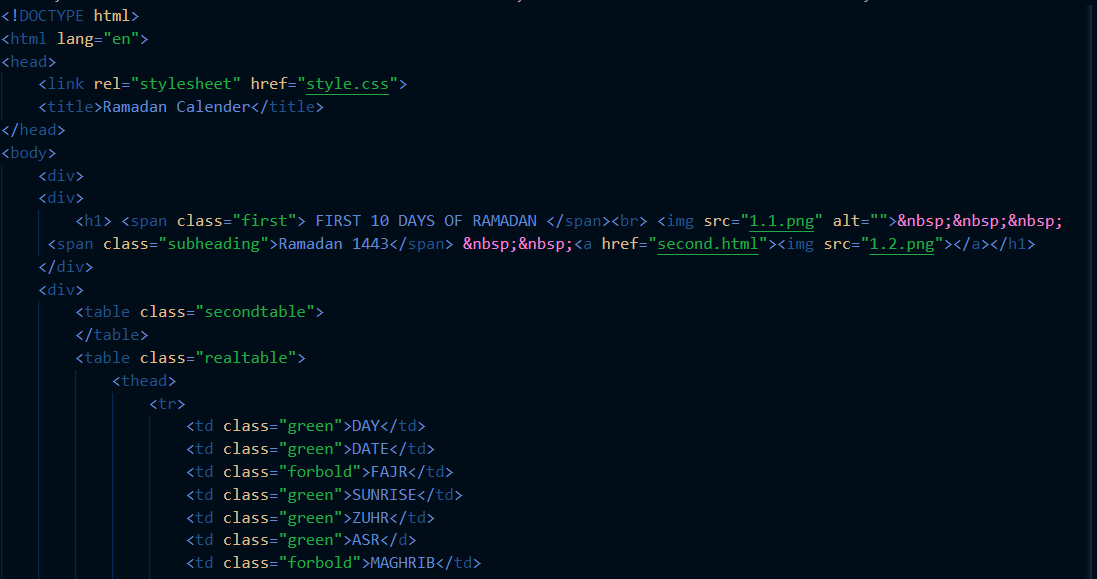 <!DOCTYPE html>
<html lang="en">
<head>
    <link rel="stylesheet" href="style.css">
    <title>Ramadan Calender</title>
</head>
<body>
    <div>
    <div>
        <h1> <span class="first"> FIRST 10 DAYS OF RAMADAN </span><br> <img src="1.1.png" alt="">&nbsp;&nbsp;&nbsp;
     <span class="subheading">Ramadan 1443</span> &nbsp;&nbsp;<a href="second.html"><img src="1.2.png"></a></h1>
    </div>
    <div>
        <table class="secondtable">
        </table>
        <table class="realtable">
            <thead>
                <tr>
                    <td class="green">DAY</td>
                    <td class="green">DATE</td>
                    <td class="forbold">FAJR</td>
                    <td class="green">SUNRISE</td>
                    <td class="green">ZUHR</td>
                    <td class="green">ASR</d>
                    <td class="forbold">MAGHRIB</td>